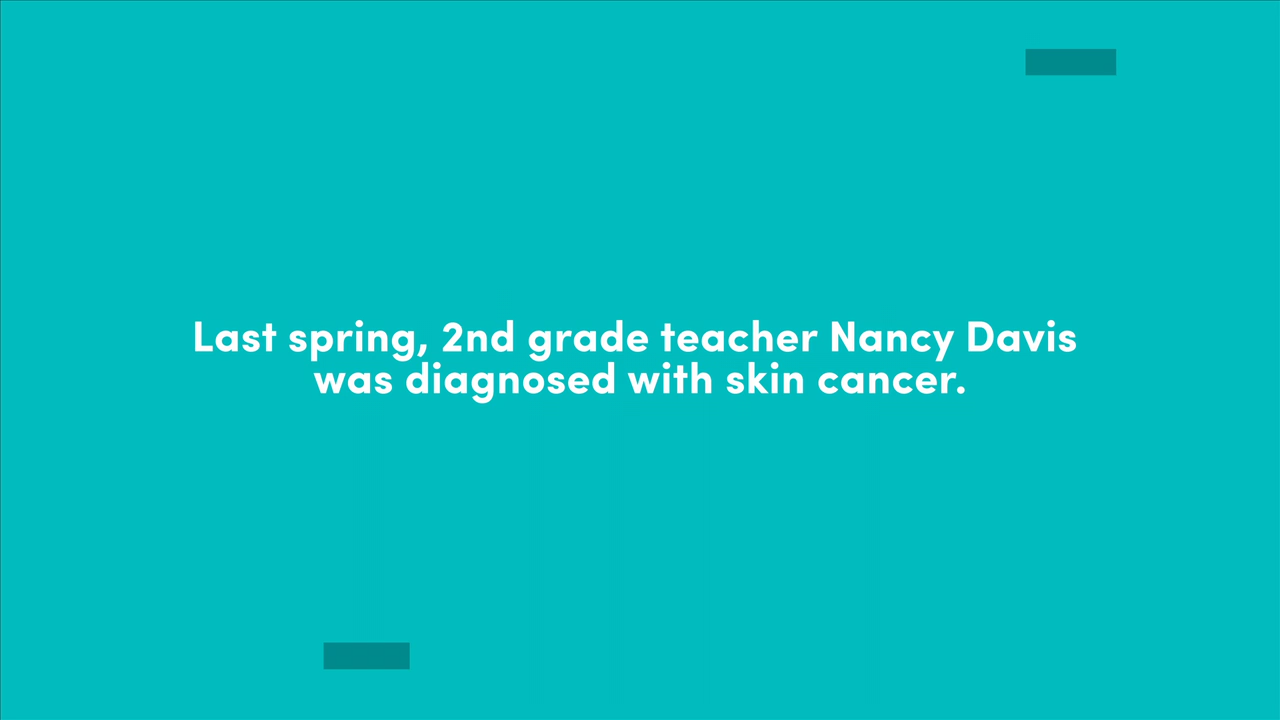 Last spring, 2nd grade teacher Nancy Davis
was diagnosed with skin cancer.